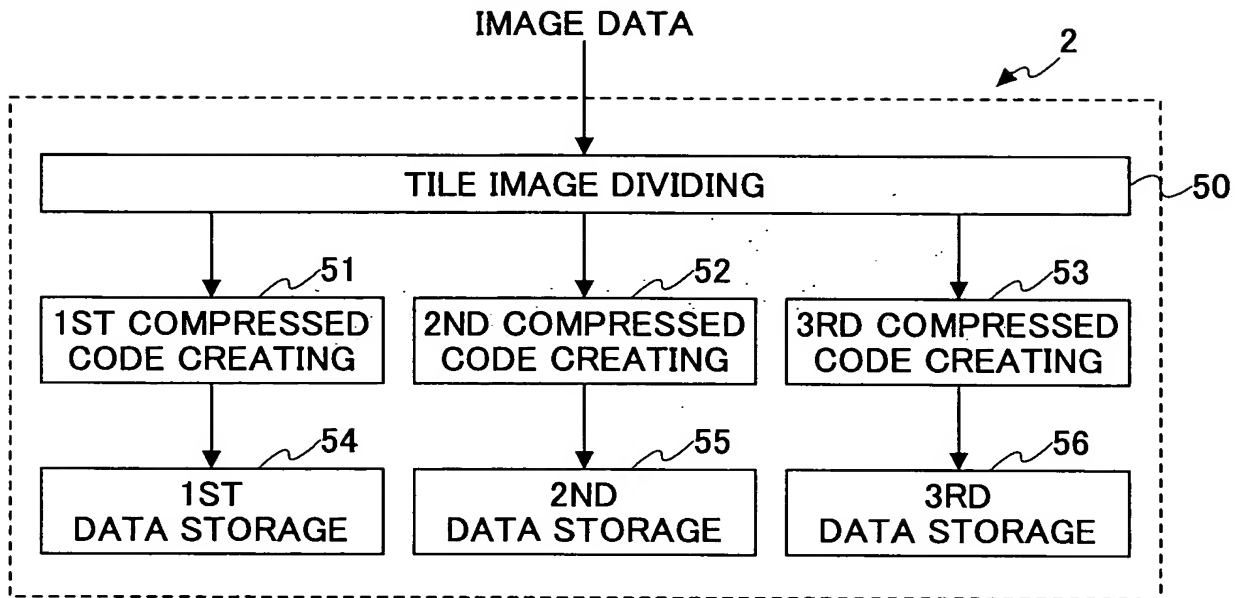 IMAGE DATA
2
TILE IMAGE DIVIDING
50
51
52
53
1ST COMPRESSED
CODE CREATING
2ND COMPRESSED
CODE CREATING
3RD COMPRESSED
CODE CREATING
54
55
56
1ST
DATA STORAGE
2ND
DATA STORAGE
3RD
DATA STORAGE